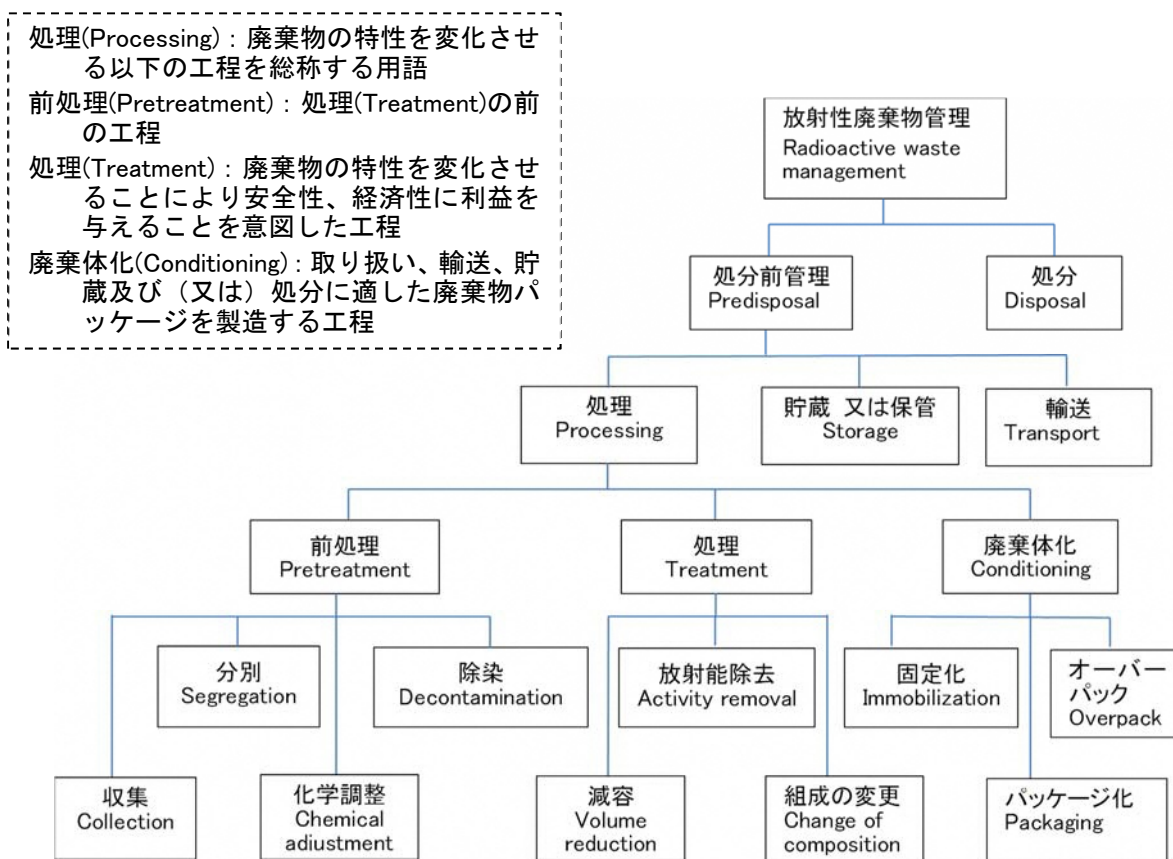 処理(Processing)：廃棄物の特性を変化させ
る以下の工程を総称する用語
前処理(Pretreatment)：処理(Treatment)の前
の工程
処理(Treatment)：廃棄物の特性を変化させ
ることにより安全性、経済性に利益を
与えることを意図した工程
廃棄体化(Conditioning)：取り扱い、輸送、貯
蔵及び（又は）処分に適した廃棄物パ
ッケージを製造する工程
放射性廃棄物管理
Radioactive waste
management
処分前管理
Predisposal
処分
Disposal
処理
Processing
貯蔵 又は保管
Storage
輸送
Transport
前処理
Pretreatment
処理
Treatment
廃棄体化
Conditioning
分別
Segregation
除染
Decontamination
放射能除去
Activity removal
固定化
Immobilization
オーバー
パック
Overpack
収集
Collection
化学調整
Chemical
adiustment
減容
Volume
reduction
組成の変更
Change of
composition
パッケージ化
Packaging